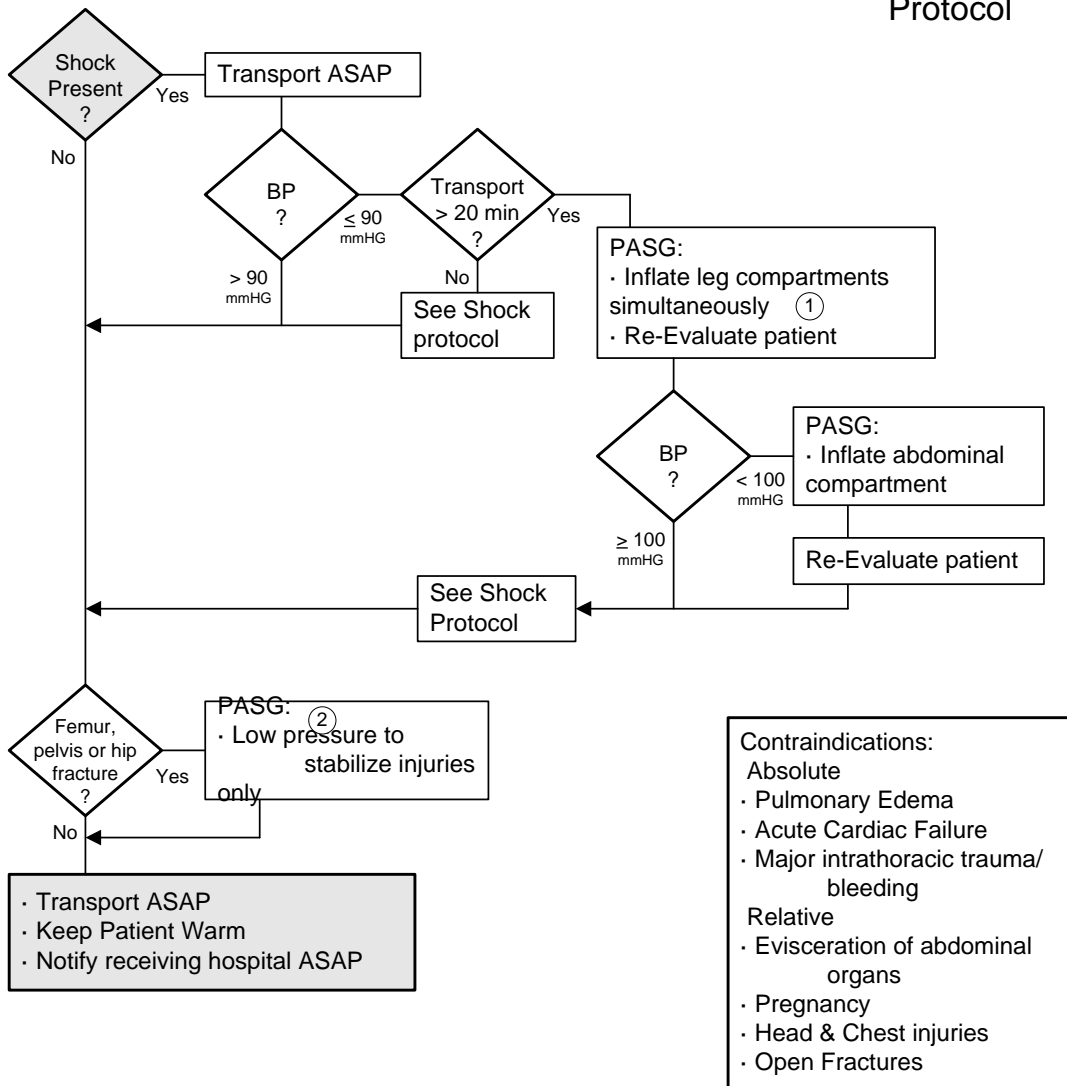 Protocol
Shock
Present
?
Yes
No
Transport ASAP
BP
?
≤ 90
mmHG
> 90
mmHG
Transport
> 20 min
?
Yes
No
See Shock
protocol
PASG:
· Inflate leg compartments
simultaneously 1
· Re-Evaluate patient
BP
?
< 100
mmHG
≥ 100
mmHG
PASG:
· Inflate abdominal
compartment
Re-Evaluate patient
See Shock
Protocol
Femur,
pelvis or hip
fracture
?
Yes
No
PASG: 2
· Low pressure to
stabilize injuries
only
· Transport ASAP
· Keep Patient Warm
· Notify receiving hospital ASAP
Contraindications:
Absolute
· Pulmonary Edema
· Acute Cardiac Failure
· Major intrathoracic trauma/
bleeding
Relative
· Evisceration of abdominal
organs
· Pregnancy
· Head & Chest injuries
· Open Fractures